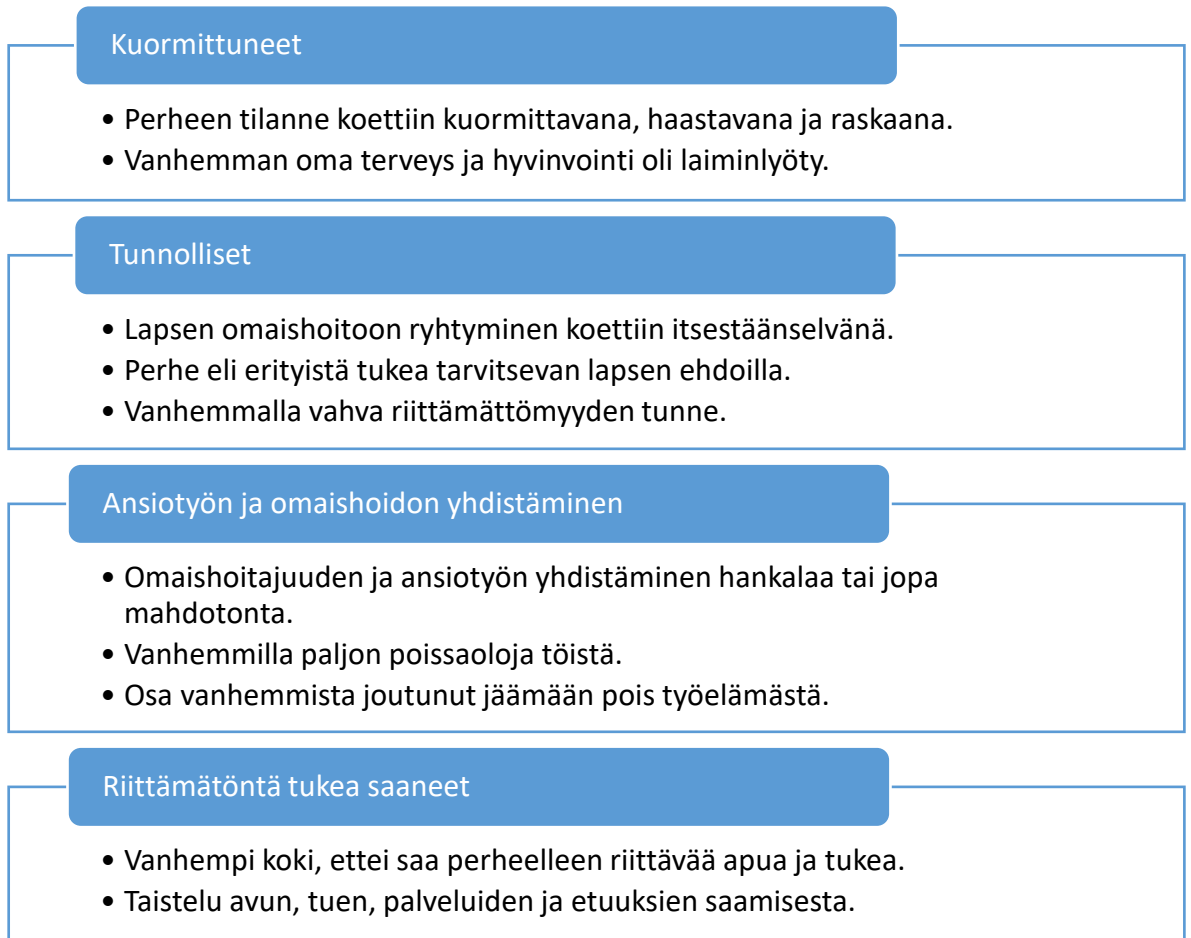 Kuormittuneet
• Perheen tilanne koettiin kuormittavana, haastavana ja raskaana.
• Vanhemman oma terveys ja hyvinvointi oli laiminlyöty.
Tunnolliset
• Lapsen omaishoitoon ryhtyminen koettiin itsestäänselvänä.
• Perhe eli erityistä tukea tarvitsevan lapsen ehdoilla.
• Vanhemmalla vahva riittämättömyyden tunne.
Ansiotyön ja omaishoidon yhdistäminen
• Omaishoitajuuden ja ansiotyön yhdistäminen hankalaa tai jopa
mahdotonta.
• Vanhemmilla paljon poissaoloja töistä.
• Osa vanhemmista joutunut jäämään pois työelämästä.
Riittämätöntä tukea saaneet
• Vanhempi koki, ettei saa perheelleen riittävää apua ja tukea.
• Taistelu avun, tuen, palveluiden ja etuuksien saamisesta.